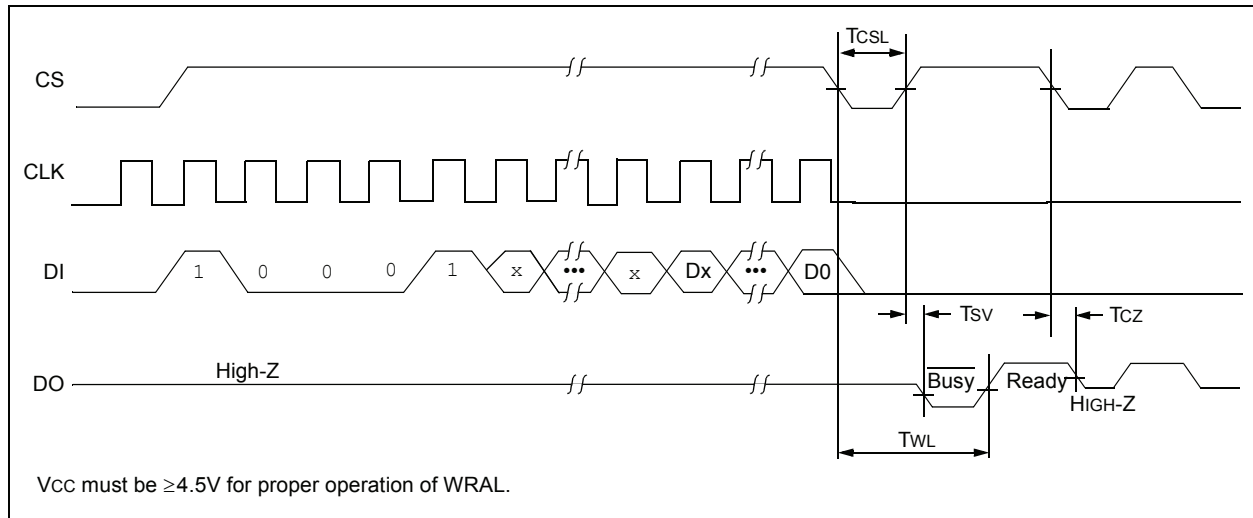 TCSL
CS
CLK
DI 1 0 0 0 1 x ••• x Dx ••• D0
TSV TCZ
DO High-Z Busy Ready HIGH-Z
TWL
VCC must be ≥4.5V for proper operation of WRAL.